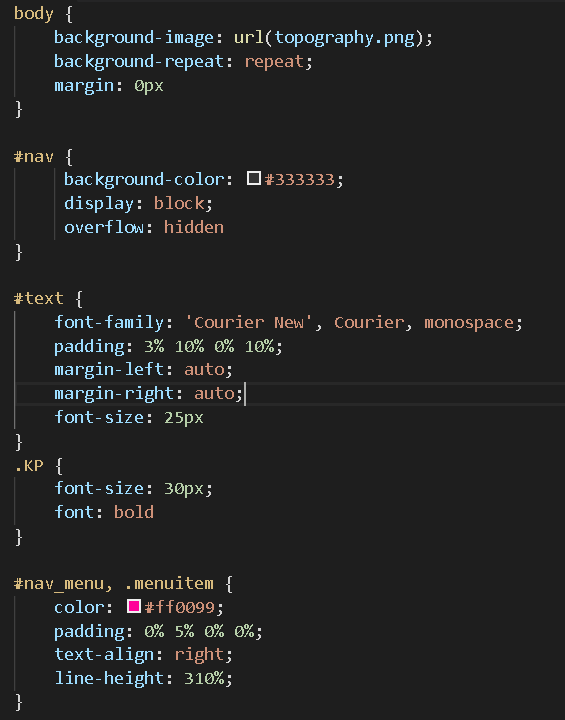 body {
    background-image: url(topography.png);
    background-repeat: repeat;
    margin: 0px
}

#nav {
     background-color: #333333;
     display: block;
     overflow: hidden
}

#text {
    font-family: 'Courier New', Courier, monospace;
    padding: 3% 10% 0% 10%;
    margin-left: auto;
    margin-right: auto;
    font-size: 25px
}
.KP {
    font-size: 30px;
    font: bold
}

#nav_menu, .menuitem {
    color: #ff0099;
    padding: 0% 5% 0% 0%;
    text-align: right;
    line-height: 310%;
}